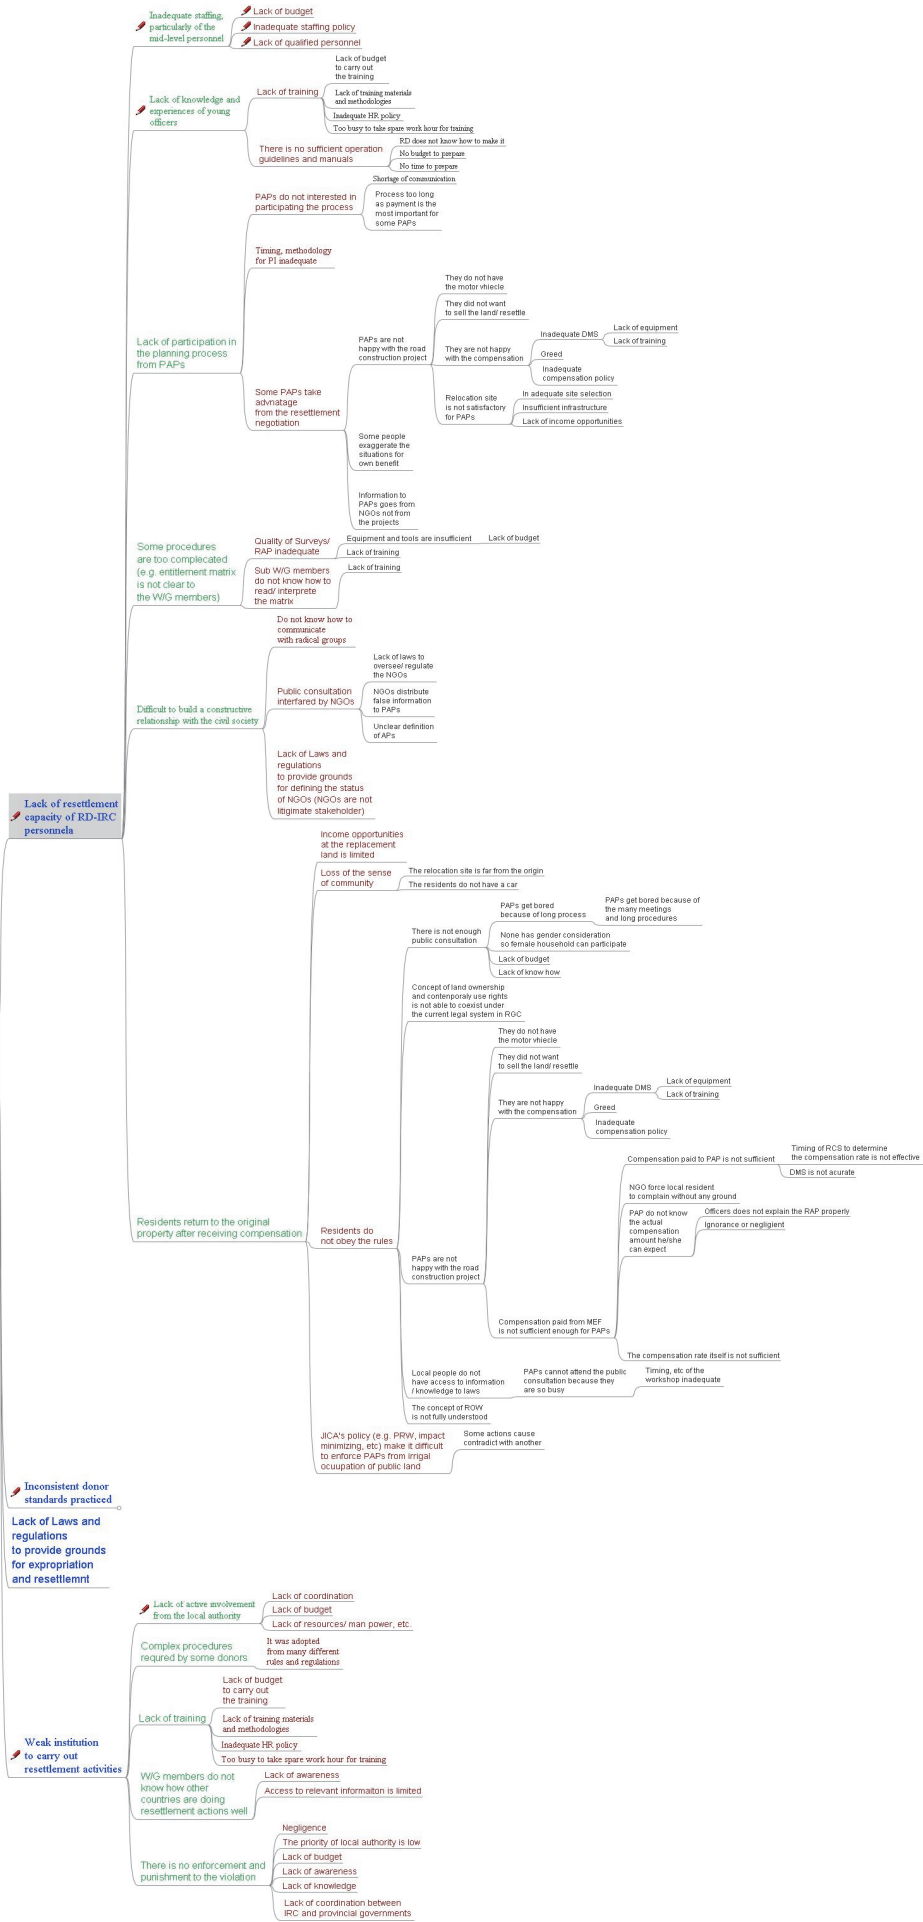 Inadequate staffing,
particularly of the
mid-level personnel
Lack of budget
Inadequate staffing policy
Lack of qualified personnel
Lack of knowledge and
experiences of young
officers
Lack of training
Lack of budget
to carry out
the training
Lack of training materials
and methodologies
Inadequate HR policy
Too busy to take spare work hour for training
There is no sufficient operation
guidelines and manuals
RD does not know how to make it
No budget to prepare
No time to prepare
Lack of participation in
the planning process
from PAPs
PAPs do not interested in
participating the process
Shortage of communication
Process too long
as payment is the
most important for
some PAPs
Timing, methodology
for PI inadequate
Some PAPs take
advnatage
from the resettlement
negotiation
PAPs are not
happy with the road
construction project
They do not have
the motor vhiecle
They did not want
to sell the land/ resettle
They are not happy
with the compensation
Inadequate DMS
Lack of equipment
Lack of training
Greed
Inadequate
compensation policy
Relocation site
is not satisfactory
for PAPs
In adequate site selection
Insufficient infrastructure
Lack of income opportunities
Some people
exaggerate the
situations for
own benefit
Information to
PAPs goes from
NGOs not from
the projects
Some procedures
are too complecated
(e.g. entitlement matrix
is not clear to
the W/G members)
Quality of Surveys/
RAP inadequate
Equipment and tools are insufficient
Lack of budget
Lack of training
Sub W/G members
do not know how to
read/ interprete
the matrix
Lack of training
Difficult to build a constructive
relationship with the civil society
Do not know how to
communicate
with radical groups
Public consultation
interfared by NGOs
Lack of laws to
oversee/ regulate
the NGOs
NGOs distribute
false information
to PAPs
Unclear definition
of APs
Lack of Laws and
regulations
to provide grounds
for defining the status
of NGOs (NGOs are not
litigimate stakeholder)
Lack of resettlement
capacity of RD-IRC
personnela
Residents return to the original
property after receiving compensation
Income opportunities
at the replacement
land is limited
Loss of the sense
of community
The relocation site is far from the origin
The residents do not have a car
Residents do
not obey the rules
There is not enough
public consultation
PAPs get bored
because of long process
PAPs get bored because of
the many meetings
and long procedures
None has gender consideration
so female household can participate
Lack of budget
Lack of know how
Concept of land ownership
and contenporaly use rights
is not able to coexist under
the current legal system in RGC
PAPs are not
happy with the road
construction project
They do not have
the motor vhiecle
They did not want
to sell the land/ resettle
They are not happy
with the compensation
Inadequate DMS
Lack of equipment
Lack of training
Greed
Inadequate
compensation policy
Compensation paid from MEF
is not sufficient enough for PAPs
Compensation paid to PAP is not sufficient
Timing of RCS to determine
the compensation rate is not effective
DMS is not acurate
NGO force local resident
to complain without any ground
PAP do not know
the actual
compensation
amount he/she
can expect
Officers does not explain the RAP properly
Ignorance or negligient
The compensation rate itself is not sufficient
Local people do not
have access to information
/ knowledge to laws
PAPs cannot attend the public
consultation because they
are so busy
Timing, etc of the
workshop inadequate
The concept of ROW
is not fully understood
JICA's policy (e.g. PRW, impact
minimizing, etc) make it difficult
to enforce PAPs from irrigal
ocuupation of public land
Some actions cause
contradict with another
Inconsistent donor
standards practiced
Lack of Laws and
regulations
to provide grounds
for expropriation
and resettlemnt
Weak institution
to carry out
resettlement activities
Lack of active involvement
from the local authority
Lack of coordination
Lack of budget
Lack of resources/ man power, etc.
Complex procedures
requred by some donors
It was adopted
from many different
rules and regulations
Lack of training
Lack of budget
to carry out
the training
Lack of training materials
and methodologies
Inadequate HR policy
Too busy to take spare work hour for training
W/G members do not
know how other
countries are doing
resettlement actions well
Lack of awareness
Access to relevant informaiton is limited
There is no enforcement and
punishment to the violation
Negligence
The priority of local authority is low
Lack of budget
Lack of awareness
Lack of knowledge
Lack of coordination between
IRC and provincial governments